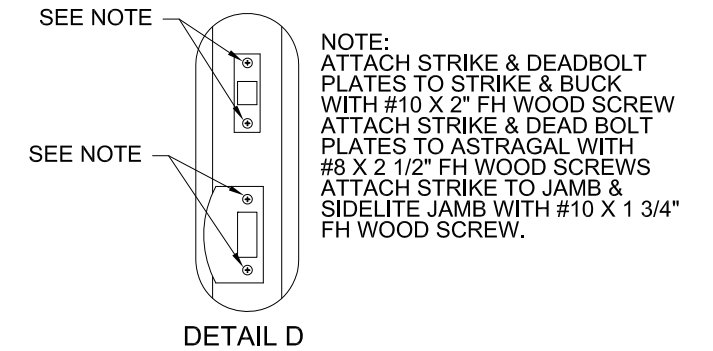 SEE NOTE
NOTE:
ATTACH STRIKE & DEADBOLT
PLATES TO STRIKE & BUCK
WITH #10 X 2" FH WOOD SCREW
ATTACH STRIKE & DEAD BOLT
PLATES TO ASTRAGAL WITH
#8 X 2 1/2" FH WOOD SCREWS
ATTACH STRIKE TO JAMB &
SIDELITE JAMB WITH #10 X 1 3/4"
FH WOOD SCREW.
SEE NOTE
DETAIL D